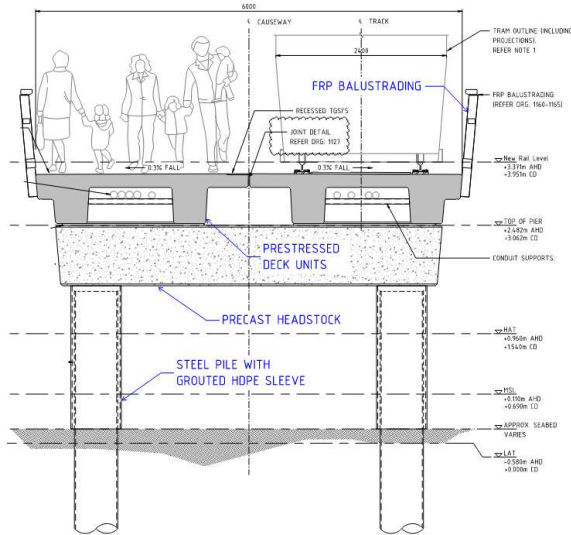 6000
℄ CAUSEWAY
℄ TRACK
TRAM OUTLINE (INCLUDING
PROJECTIONS).
REFER NOTE 1
2400
FRP BALUSTRADING
FRP BALUSTRADING
(REFER DRG. 1160-1165)
RECESSED TGSI'S
JOINT DETAIL
REFER DRG. 1127
0.3% FALL
0.3% FALL
New Rail Level
+3.371m AHD
+3.951m CD
TOP OF PIER
+2.482m AHD
+3.062m CD
PRESTRESSED
DECK UNITS
CONDUIT SUPPORTS.
PRECAST HEADSTOCK
HAT
+0.960m AHD
+1.540m CD
STEEL PILE WITH
GROUTED HDPE SLEEVE
MSL
+0.110m AHD
+0.690m CD
APPROX. SEABED
VARIES
LAT
-0.580m AHD
+0.000m CD